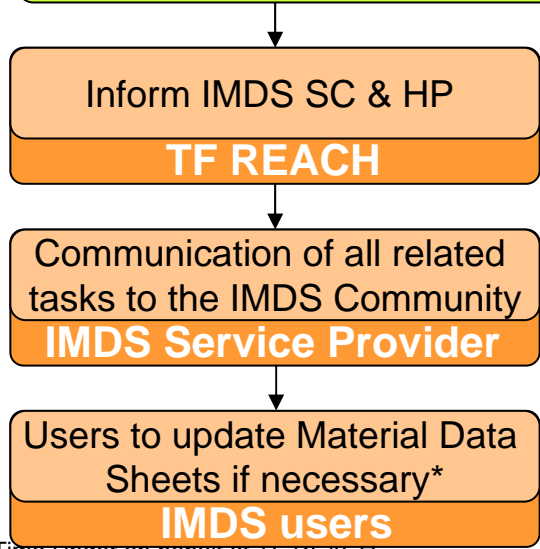 Inform IMDS SC & HP
TF REACH
Communication of all related
tasks to the IMDS Community
IMDS Service Provider
Users to update Material Data
Sheets if necessary*
IMDS users